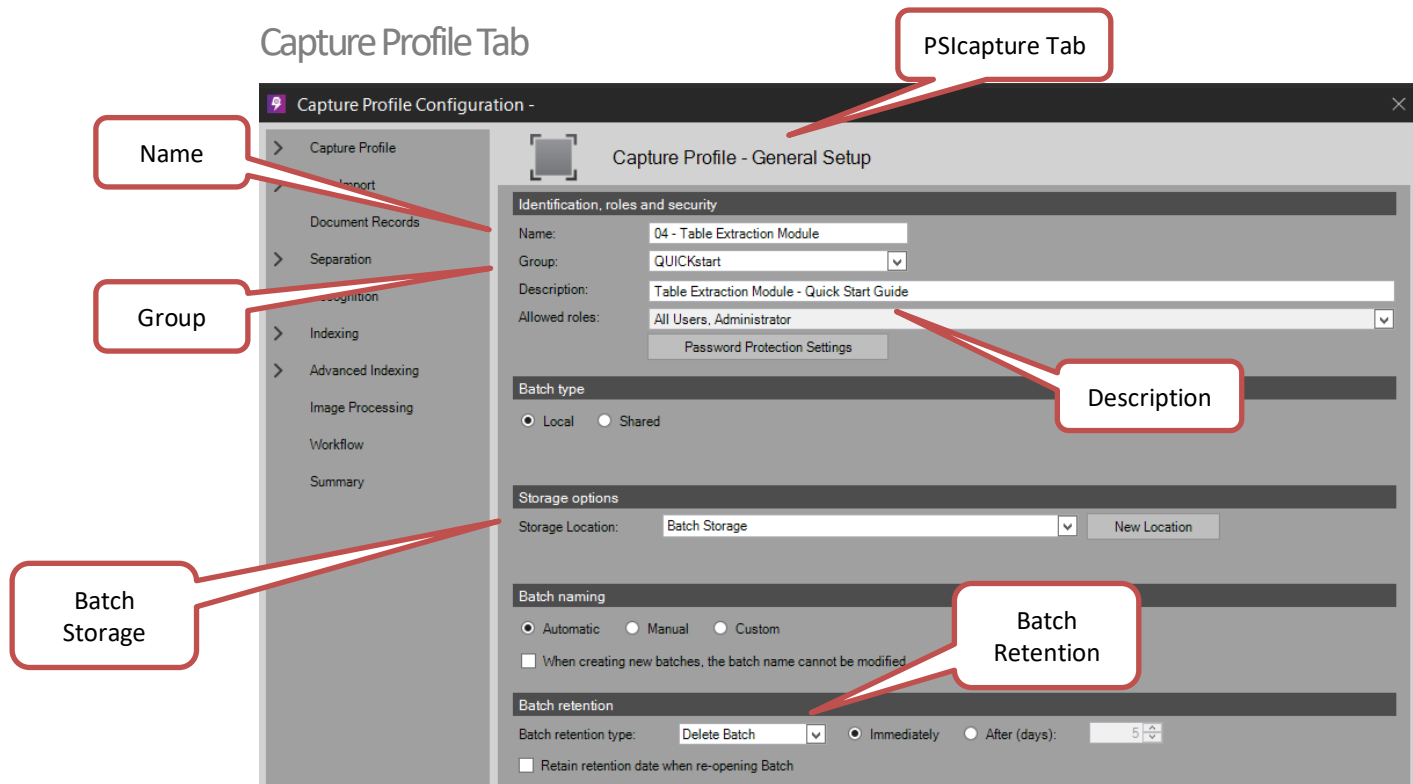 Capture Profile Tab
PSIcapture Tab
Capture Profile Configuration -
Name
Group
Batch
Storage
Capture Profile
Import
Document Records
Separation
Recognition
Indexing
Advanced Indexing
Image Processing
Workflow
Summary
Capture Profile - General Setup
Identification, roles and security
Name: 04 - Table Extraction Module
Group: QUICKstart
Description: Table Extraction Module - Quick Start Guide
Allowed roles: All Users, Administrator
Password Protection Settings
Description
Batch type
Local Shared
Storage options
Storage Location: Batch Storage New Location
Batch naming
Automatic Manual Custom
When creating new batches, the batch name cannot be modified
Batch
Retention
Batch retention
Batch retention type: Delete Batch Immediately After (days): 5
Retain retention date when re-opening Batch